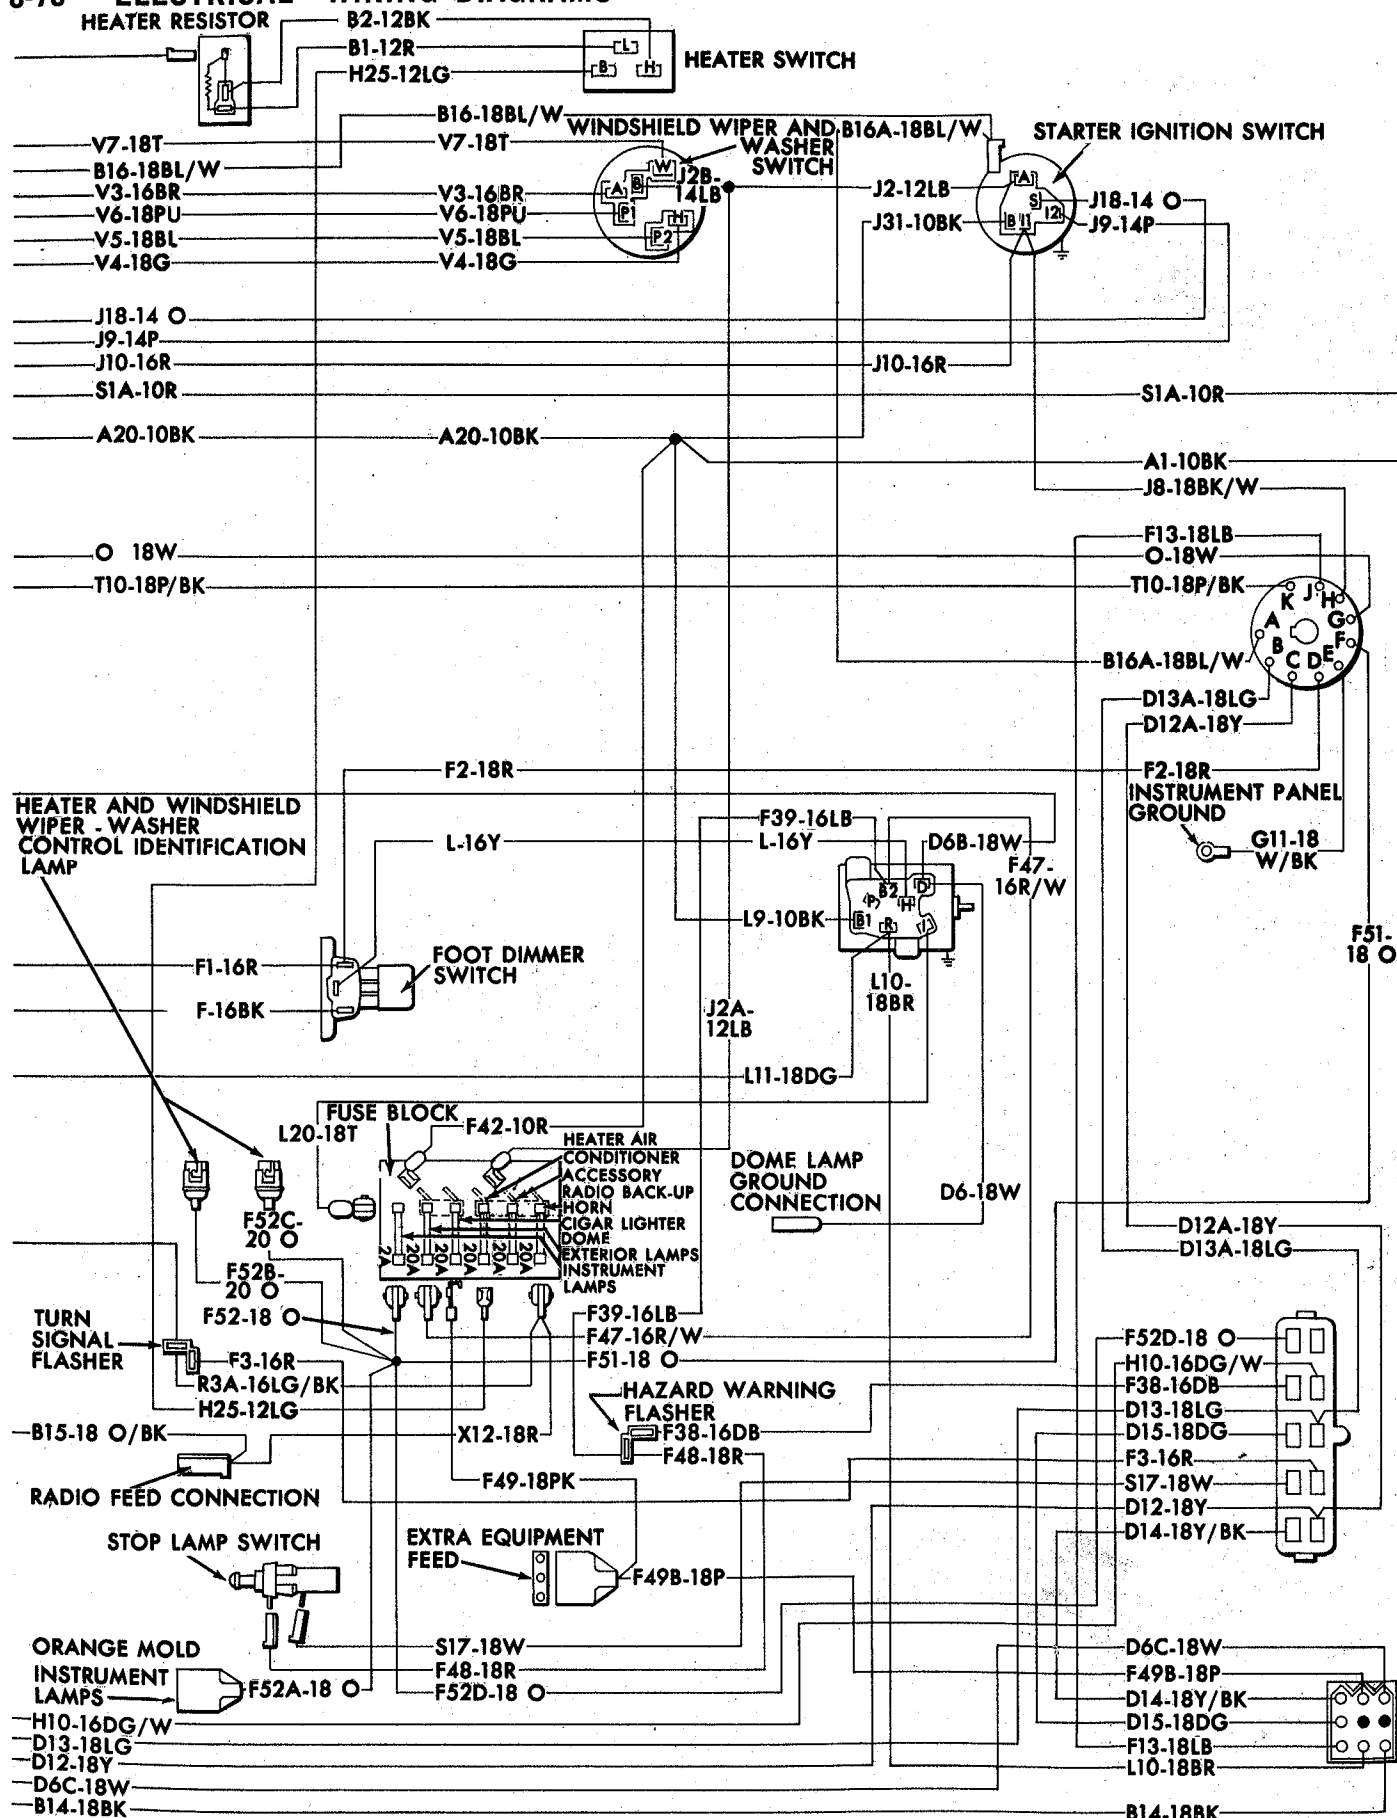 ELECTRICAL - WIRING DIAGRAMS
HEATER RESISTOR
B2-12BK
B1-12R
H25-12LG
L
B
H
HEATER SWITCH
B16-18BL/W
V7-18T
V7-18T
B16-18BL/W
V3-16BR
V3-16BR
V6-18PU
V6-18PU
V5-18BL
V5-18BL
V4-18G
V4-18G
WINDSHIELD WIPER AND
WASHER
SWITCH
W
A
B
P1
H
P2
J2B-
14LB
B16A-18BL/W
STARTER IGNITION SWITCH
A
S
B
I1
I2
J2-12LB
J31-10BK
J18-14 O
J9-14P
J18-14 O
J9-14P
J10-16R
J10-16R
S1A-10R
S1A-10R
A20-10BK
A20-10BK
A1-10BK
J8-18BK/W
F13-18LB
O 18W
O-18W
T10-18P/BK
T10-18P/BK
K
J
H
G
F
E
D
C
B
A
B16A-18BL/W
D13A-18LG
D12A-18Y
F2-18R
F2-18R
INSTRUMENT PANEL
GROUND
G11-18
W/BK
HEATER AND WINDSHIELD
WIPER - WASHER
CONTROL IDENTIFICATION
LAMP
L-16Y
F39-16LB
L-16Y
D6B-18W
F47-
16R/W
B2
D
P
H
B1
R
I
L9-10BK
F1-16R
FOOT DIMMER
SWITCH
F-16BK
L10-
18BR
F51-
18 O
J2A-
12LB
L11-18DG
FUSE BLOCK
L20-18T
F42-10R
HEATER AIR
CONDITIONER
ACCESSORY
RADIO BACK-UP
HORN
CIGAR LIGHTER
DOME
EXTERIOR LAMPS
INSTRUMENT
LAMPS
2A
20A
20A
20A
20A
20A
DOME LAMP
GROUND
CONNECTION
D6-18W
F52C-
20 O
F52B-
20 O
F52-18 O
D12A-18Y
D13A-18LG
TURN
SIGNAL
FLASHER
F39-16LB
F47-16R/W
F51-18 O
F3-16R
R3A-16LG/BK
H25-12LG
HAZARD WARNING
FLASHER
F38-16DB
F48-18R
F52D-18 O
H10-16DG/W
F38-16DB
D13-18LG
D15-18DG
F3-16R
S17-18W
D12-18Y
D14-18Y/BK
B15-18 O/BK
X12-18R
F49-18PK
RADIO FEED CONNECTION
STOP LAMP SWITCH
EXTRA EQUIPMENT
FEED
F49B-18P
S17-18W
F48-18R
F52D-18 O
ORANGE MOLD
INSTRUMENT
LAMPS
F52A-18 O
H10-16DG/W
D13-18LG
D12-18Y
D6C-18W
B14-18BK
D6C-18W
F49B-18P
D14-18Y/BK
D15-18DG
F13-18LB
L10-18BR
B14-18BK